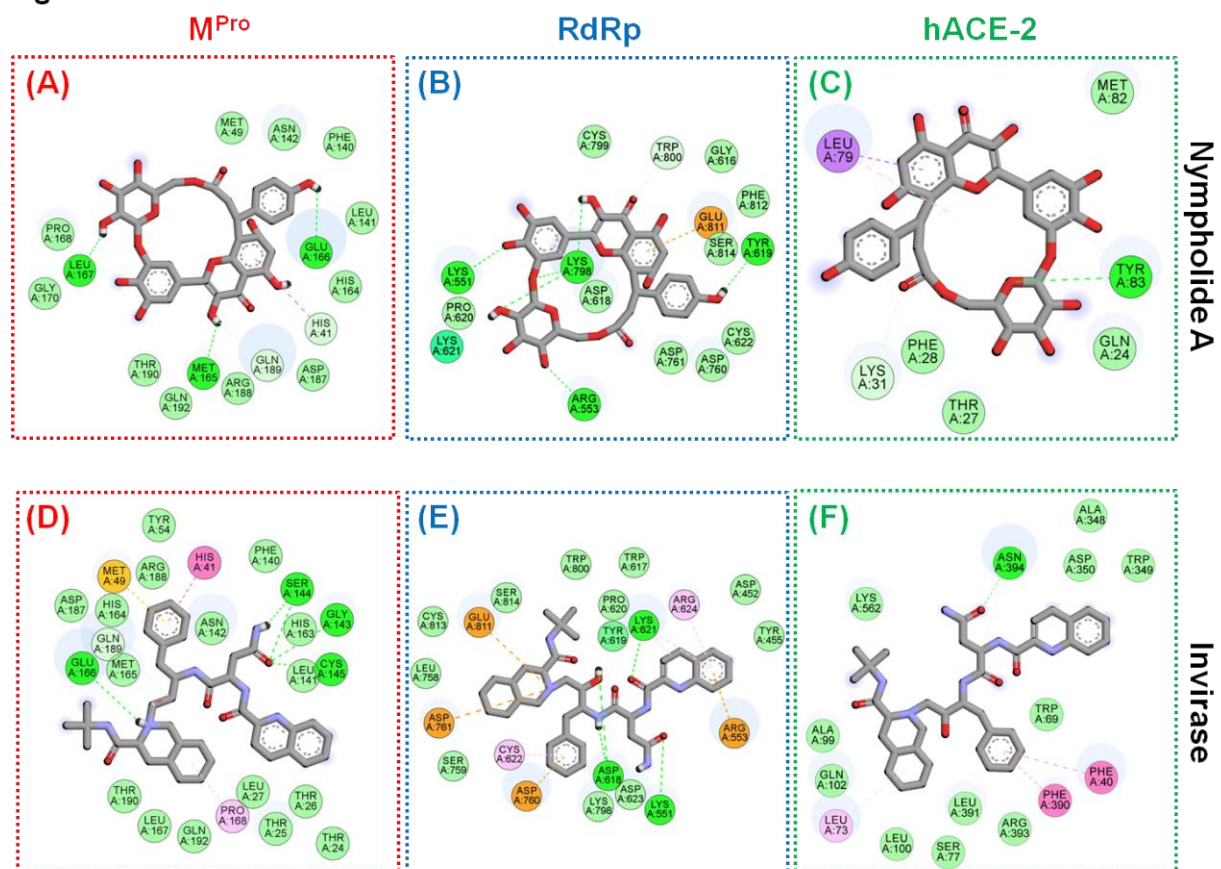 M^Pro RdRp hACE-2
Nympholide A
(A)
MET A:49
ASN A:142
PHE A:140
LEU A:141
GLU A:166
PRO A:168
LEU A:167
GLY A:170
HIS A:164
HIS A:41
THR A:190
MET A:165
GLN A:189
ASP A:187
ARG A:188
GLN A:192
(B)
CYS A:799
TRP A:800
GLY A:616
PHE A:812
GLU A:811
SER A:814
TYR A:619
LYS A:551
LYS A:798
ASP A:618
PRO A:620
LYS A:621
CYS A:622
ASP A:761
ASP A:760
ARG A:553
(C)
MET A:82
LEU A:79
TYR A:83
PHE A:28
GLN A:24
LYS A:31
THR A:27
Invirase
(D)
TYR A:54
HIS A:41
MET A:49
ARG A:188
PHE A:140
SER A:144
ASP A:187
HIS A:164
GLY A:143
ASN A:142
HIS A:163
GLN A:189
GLU A:166
MET A:165
LEU A:141
CYS A:145
THR A:190
LEU A:27
THR A:26
PRO A:168
LEU A:167
GLN A:192
THR A:25
THR A:24
(E)
TRP A:800
TRP A:617
SER A:814
PRO A:620
ARG A:624
ASP A:452
CYS A:813
GLU A:811
TYR A:619
LYS A:621
TYR A:455
LEU A:758
ASP A:761
ARG A:553
CYS A:622
SER A:759
ASP A:618
ASP A:760
LYS A:798
ASP A:623
LYS A:551
(F)
ALA A:348
ASN A:394
ASP A:350
TRP A:349
LYS A:562
TRP A:69
ALA A:99
GLN A:102
PHE A:40
PHE A:390
LEU A:73
LEU A:391
ARG A:393
LEU A:100
SER A:77